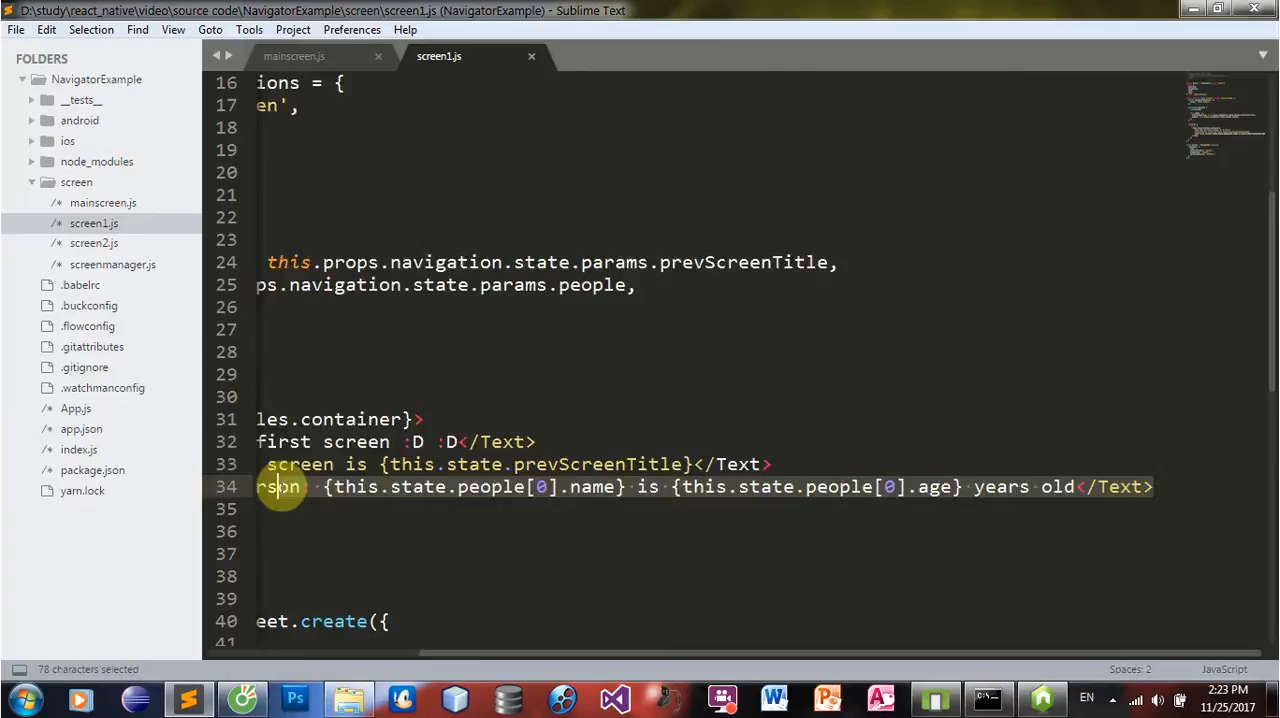 D:\study\react_native\video\source code\NavigatorExample\screen\screen1.js (NavigatorExample) - Sublime Text
File Edit Selection Find View Goto Tools Project Preferences Help
FOLDERS
NavigatorExample
__tests__
android
ios
node_modules
screen
/* mainscreen.js
/* screen1.js
/* screen2.js
/* screenmanager.js
.babelrc
.buckconfig
.flowconfig
.gitattributes
.gitignore
.watchmanconfig
/* App.js
app.json
/* index.js
package.json
yarn.lock
mainscreen.js × screen1.js ×
16 ions = {
17 en',
18
19
20
21
22
23
24 this.props.navigation.state.params.prevScreenTitle,
25 ps.navigation.state.params.people,
26
27
28
29
30
31 les.container}>
32 first screen :D :D</Text>
33 screen is {this.state.prevScreenTitle}</Text>
34 rson: {this.state.people[0].name} is {this.state.people[0].age} years old</Text>
35
36
37
38
39
40 eet.create({
41
78 characters selected
Spaces: 2
JavaScript
Ps
EN
2:23 PM
11/25/2017